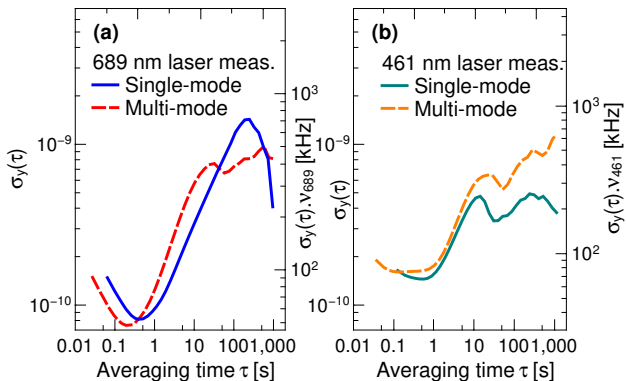 (a)
689 nm laser meas.
Single-mode
Multi-mode
10⁻⁹
10⁻¹⁰
σy(τ)
10³
10²
σy(τ).ν689 [kHz]
0.01 0.1 1 10 100 1,000
Averaging time τ [s]
(b)
461 nm laser meas.
Single-mode
Multi-mode
10⁻⁹
10⁻¹⁰
σy(τ)
10³
10²
σy(τ).ν461 [kHz]
0.01 0.1 1 10 100 1,000
Averaging time τ [s]